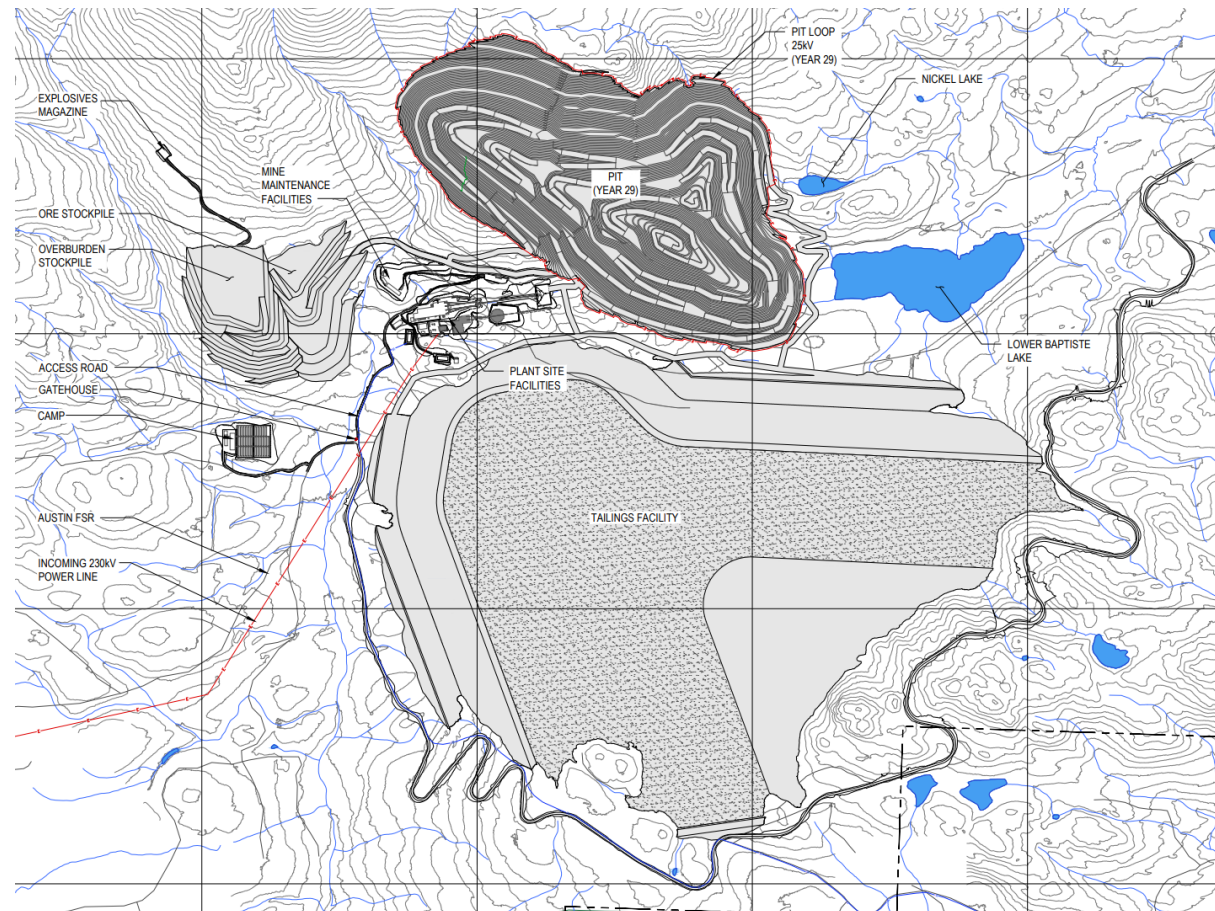 PIT LOOP
25kV
(YEAR 29)
NICKEL LAKE
EXPLOSIVES
MAGAZINE
MINE
MAINTENANCE
FACILITIES
PIT
(YEAR 29)
ORE STOCKPILE
OVERBURDEN
STOCKPILE
LOWER BAPTISTE
LAKE
ACCESS ROAD
PLANT SITE
FACILITIES
GATEHOUSE
CAMP
TAILINGS FACILITY
AUSTIN FSR
INCOMING 230kV
POWER LINE